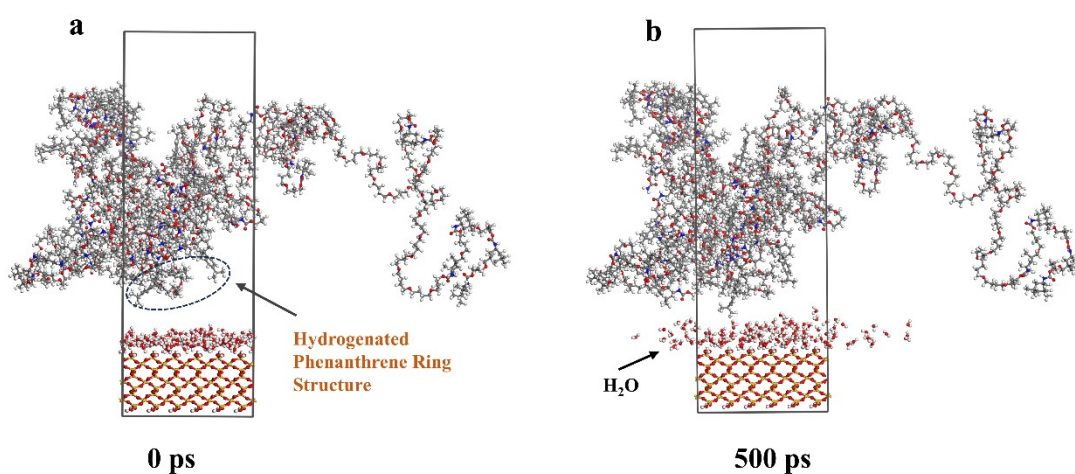 a
b
Hydrogenated
Phenanthrene Ring
Structure
H₂O
0 ps
500 ps